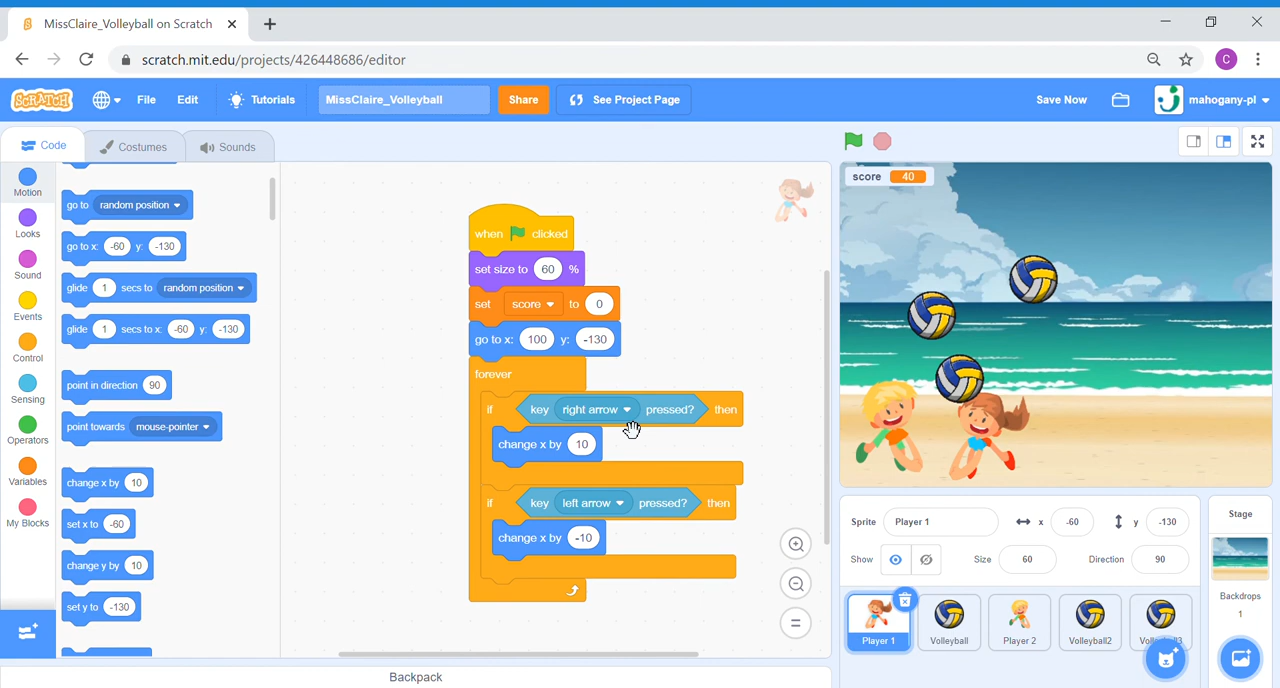 MissClaire_Volleyball on Scratch
scratch.mit.edu/projects/426448686/editor
C
SCRATCH File Edit Tutorials MissClaire_Volleyball Share See Project Page Save Now mahogany-pl
Code Costumes Sounds
Motion
Looks
Sound
Events
Control
Sensing
Operators
Variables
My Blocks
go to random position
go to x: -60 y: -130
glide 1 secs to random position
glide 1 secs to x: -60 y: -130
point in direction 90
point towards mouse-pointer
change x by 10
set x to -60
change y by 10
set y to -130
when clicked
set size to 60 %
set score to 0
go to x: 100 y: -130
forever
if key right arrow pressed? then
change x by 10
if key left arrow pressed? then
change x by -10
score 40
Sprite Player 1 x -60 y -130
Show Size 60 Direction 90
Player 1 Volleyball Player 2 Volleyball2
Stage
Backdrops
1
Backpack